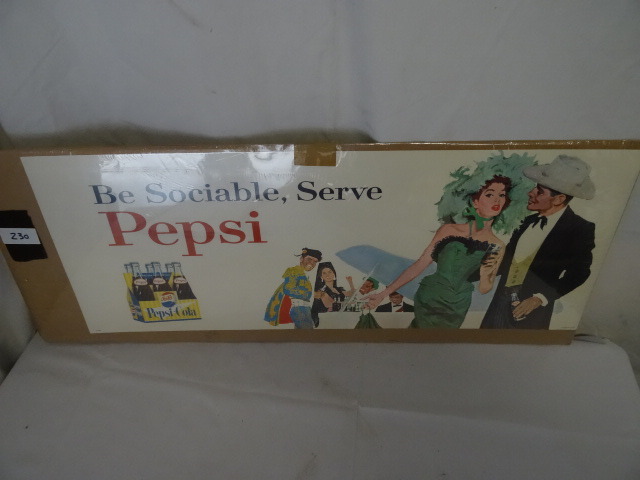 Be Sociable, Serve
Pepsi
Pepsi-Cola
230